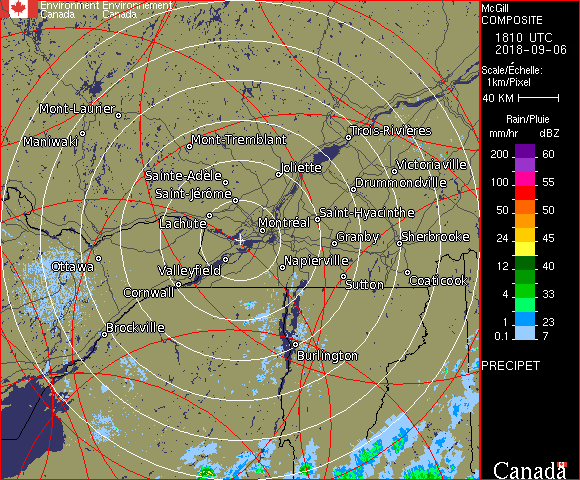 Environment Environnement
Canada Canada
McGill
COMPOSITE
1810 UTC
2018-09-06
Scale/Échelle:
1km/Pixel
40 KM
Rain/Pluie
mm/hr dBZ
200 60
150 57
100 55
50 50
24 45
12 40
4 33
1 23
0.1 7
PRECIPET
Canada
Mont-Laurier
Maniwaki
Mont-Tremblant
Trois-Rivières
Victoriaville
Joliette
Sainte-Adèle
Drummondville
Saint-Jérôme
Lachute
Montréal
Saint-Hyacinthe
Granby
Sherbrooke
Ottawa
Valleyfield
Napierville
Cornwall
Sutton
Coaticook
Brockville
Burlington